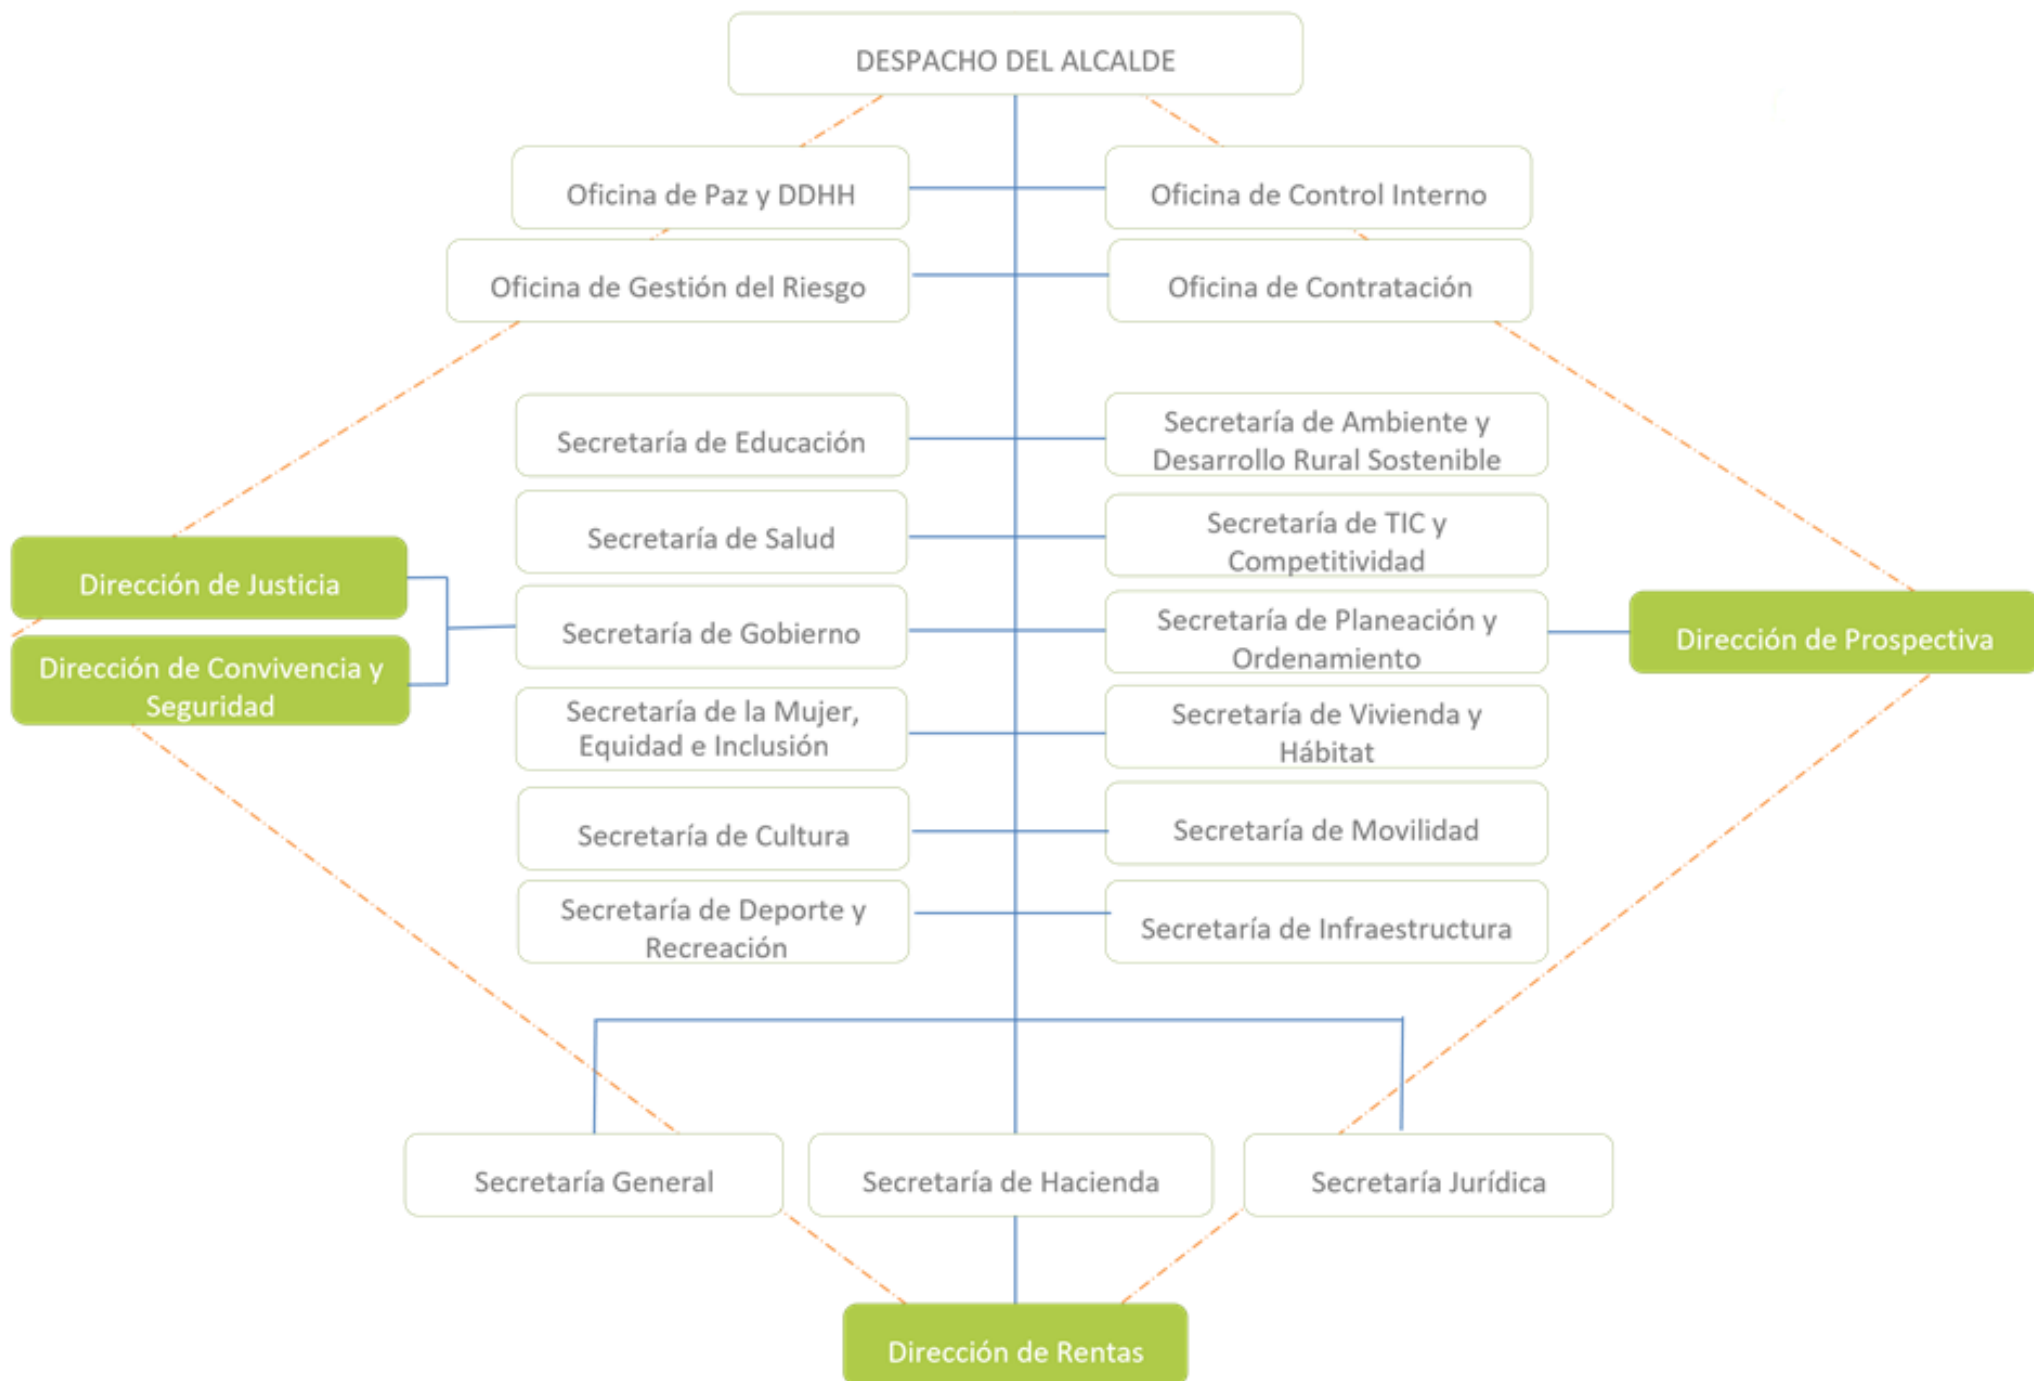 DESPACHO DEL ALCALDE
Oficina de Paz y DDHH
Oficina de Control Interno
Oficina de Gestión del Riesgo
Oficina de Contratación
Secretaría de Educación
Secretaría de Ambiente y
Desarrollo Rural Sostenible
Secretaría de Salud
Secretaría de TIC y
Competitividad
Dirección de Justicia
Secretaría de Gobierno
Secretaría de Planeación y
Ordenamiento
Dirección de Prospectiva
Dirección de Convivencia y
Seguridad
Secretaría de la Mujer,
Equidad e Inclusión
Secretaría de Vivienda y
Hábitat
Secretaría de Cultura
Secretaría de Movilidad
Secretaría de Deporte y
Recreación
Secretaría de Infraestructura
Secretaría General
Secretaría de Hacienda
Secretaría Jurídica
Dirección de Rentas